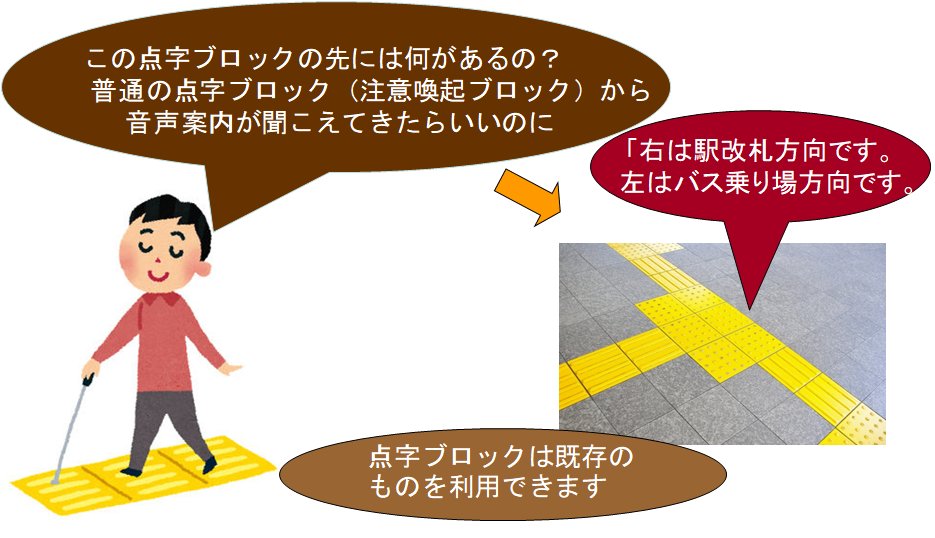 この点字ブロックの先には何があるの？
普通の点字ブロック（注意喚起ブロック）から
音声案内が聞こえてきたらいいのに
「右は駅改札方向です。
左はバス乗り場方向です。
点字ブロックは既存の
ものを利用できます